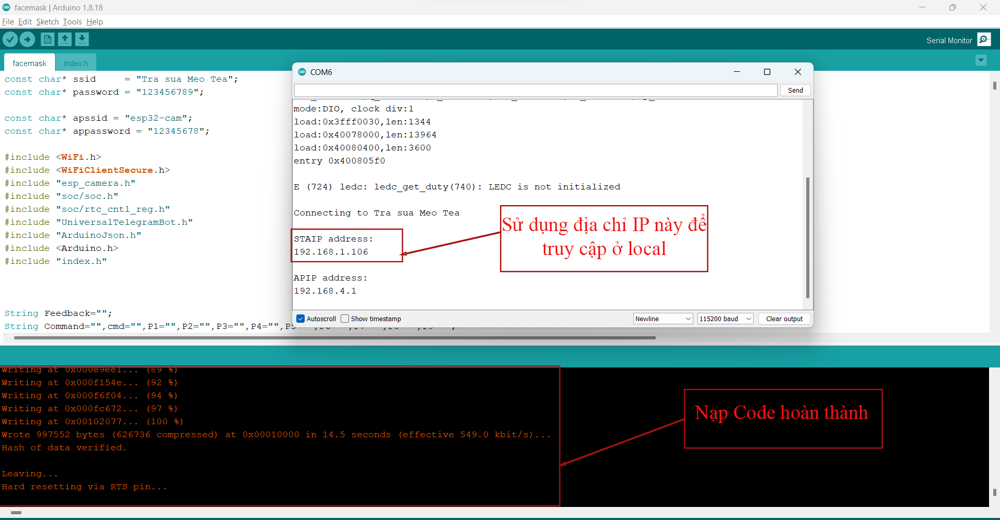 facemask | Arduino 1.8.18
File Edit Sketch Tools Help
Serial Monitor
facemask index.h
const char* ssid     = "Tra sua Meo Tea";
const char* password = "123456789";
const char* apssid = "esp32-cam";
const char* appassword = "12345678";
#include <WiFi.h>
#include <WiFiClientSecure.h>
#include "esp_camera.h"
#include "soc/soc.h"
#include "soc/rtc_cntl_reg.h"
#include "UniversalTelegramBot.h"
#include "ArduinoJson.h"
#include <Arduino.h>
#include "index.h"
String Feedback="";
String Command="",cmd="",P1="",P2="",P3="",P4="",
COM6
Send
mode:DIO, clock div:1
load:0x3fff0030,len:1344
load:0x40078000,len:13964
load:0x40080400,len:3600
entry 0x400805f0
E (724) ledc: ledc_get_duty(740): LEDC is not initialized
Connecting to Tra sua Meo Tea
STAIP address:
192.168.1.106
APIP address:
192.168.4.1
Sử dụng địa chỉ IP này để
truy cập ở local
Autoscroll Show timestamp Newline 115200 baud Clear output
Writing at 0x000e9ee1... (89 %)
Writing at 0x000f154e... (92 %)
Writing at 0x000f6f04... (94 %)
Writing at 0x000fc672... (97 %)
Writing at 0x00102077... (100 %)
Wrote 997552 bytes (626736 compressed) at 0x00010000 in 14.5 seconds (effective 549.0 kbit/s)...
Hash of data verified.
Leaving...
Hard resetting via RTS pin...
Nạp Code hoàn thành